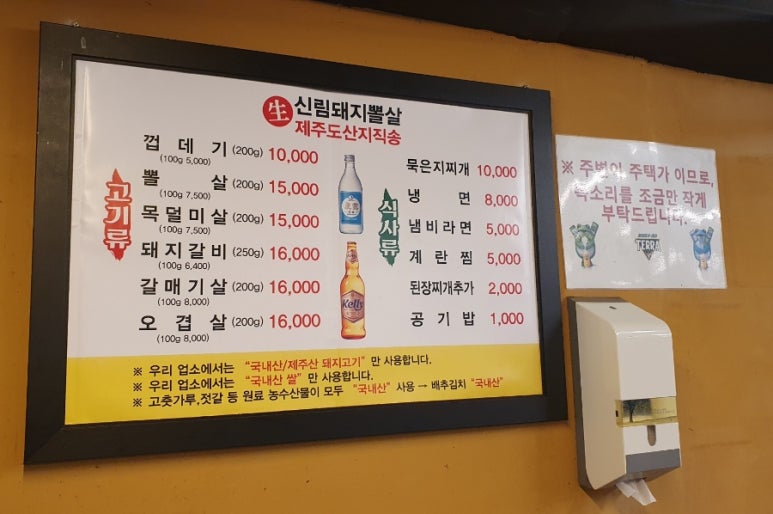 生 신림돼지뽈살
제주도산지직송
고기류
껍데기 (200g) 10,000
(100g 5,000)
뽈살 (200g) 15,000
(100g 7,500)
목덜미살 (200g) 15,000
(100g 7,500)
돼지갈비 (250g) 16,000
(100g 6,400)
갈매기살 (200g) 16,000
(100g 8,000)
오겹살 (200g) 16,000
(100g 8,000)
Kelly
식사류
묵은지찌개 10,000
냉면 8,000
냄비라면 5,000
계란찜 5,000
된장찌개추가 2,000
공기밥 1,000
※ 우리 업소에서는 "국내산/제주산 돼지고기" 만 사용합니다.
※ 우리 업소에서는 "국내산 쌀" 만 사용합니다.
※ 고춧가루,젓갈 등 원료 농수산물이 모두 "국내산" 사용 → 배추김치 "국내산"
※ 주변이 주택가 이므로,
목소리를 조금만 작게
부탁드립니다.
TERRA